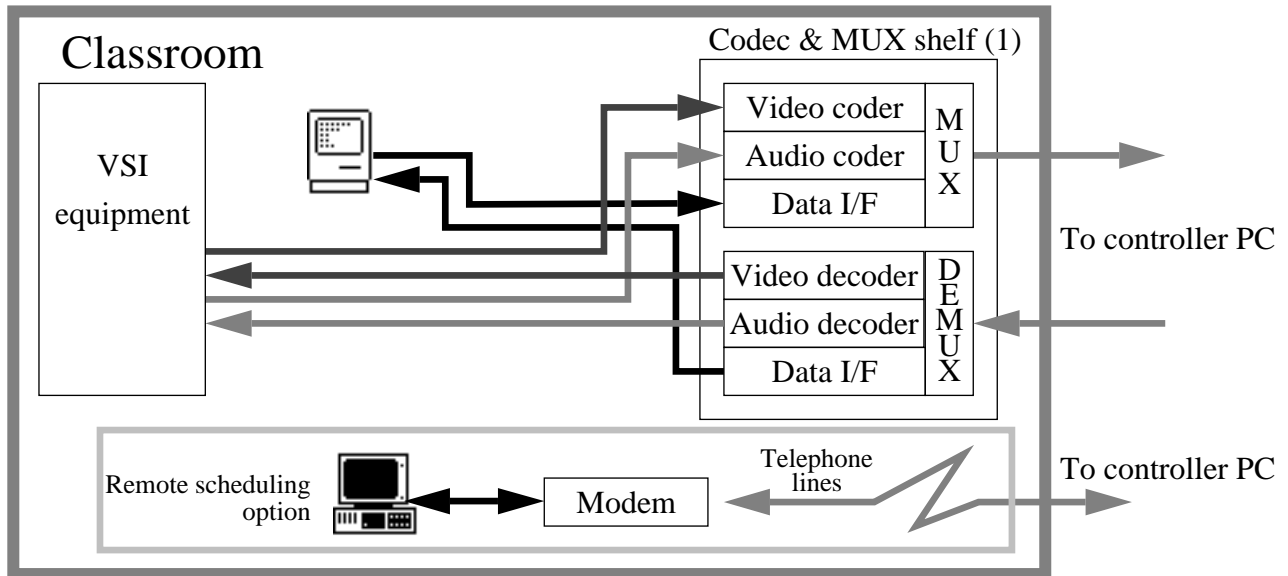 Classroom
Codec & MUX shelf (1)
VSI
equipment
Video coder
Audio coder
Data I/F
M
U
X
To controller PC
Video decoder
Audio decoder
Data I/F
D
E
M
U
X
Remote scheduling
option
Modem
Telephone
lines
To controller PC